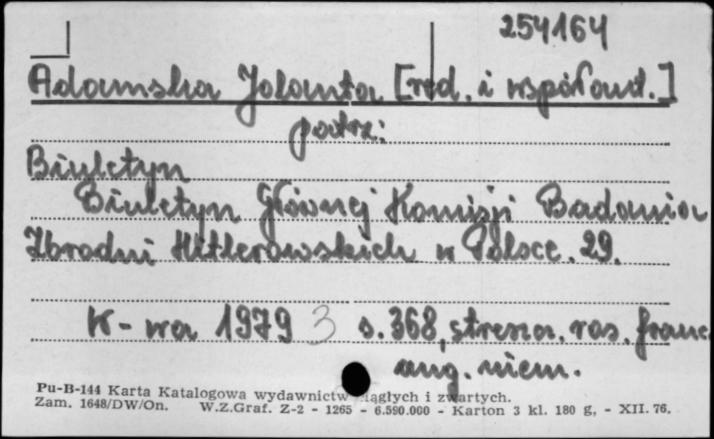 254164
Adamska Jolanta [red. i współaut.]
patrz:
Biuletyn
Biuletyn Głównej Komisji Badania
Zbrodni Hitlerowskich w Polsce. 29.
K-wa 1979 3 s. 368, streszcz. ros. franc.
ang. niem.
Pu-B-144 Karta Katalogowa wydawnictw ciągłych i zwartych.
Zam. 1648/DW/On. W.Z.Graf. Z-2 - 1265 - 6.590.000 - Karton 3 kl. 180 g, - XII. 76.